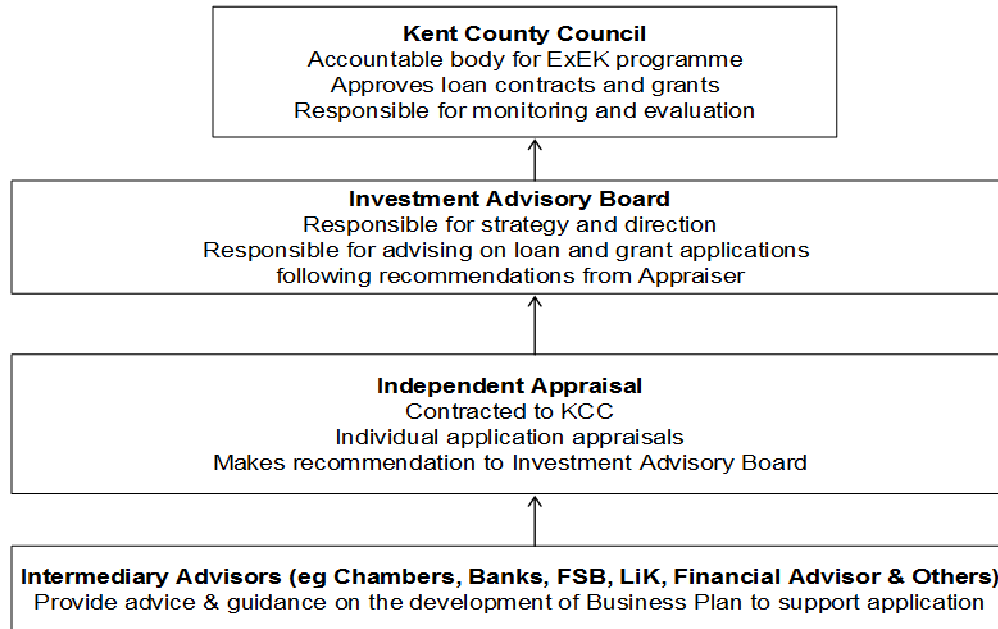 Kent County Council
Accountable body for ExEK programme
Approves loan contracts and grants
Responsible for monitoring and evaluation
Investment Advisory Board
Responsible for strategy and direction
Responsible for advising on loan and grant applications
following recommendations from Appraiser
Independent Appraisal
Contracted to KCC
Individual application appraisals
Makes recommendation to Investment Advisory Board
Intermediary Advisors (eg Chambers, Banks, FSB, LiK, Financial Advisor & Others)
Provide advice & guidance on the development of Business Plan to support application